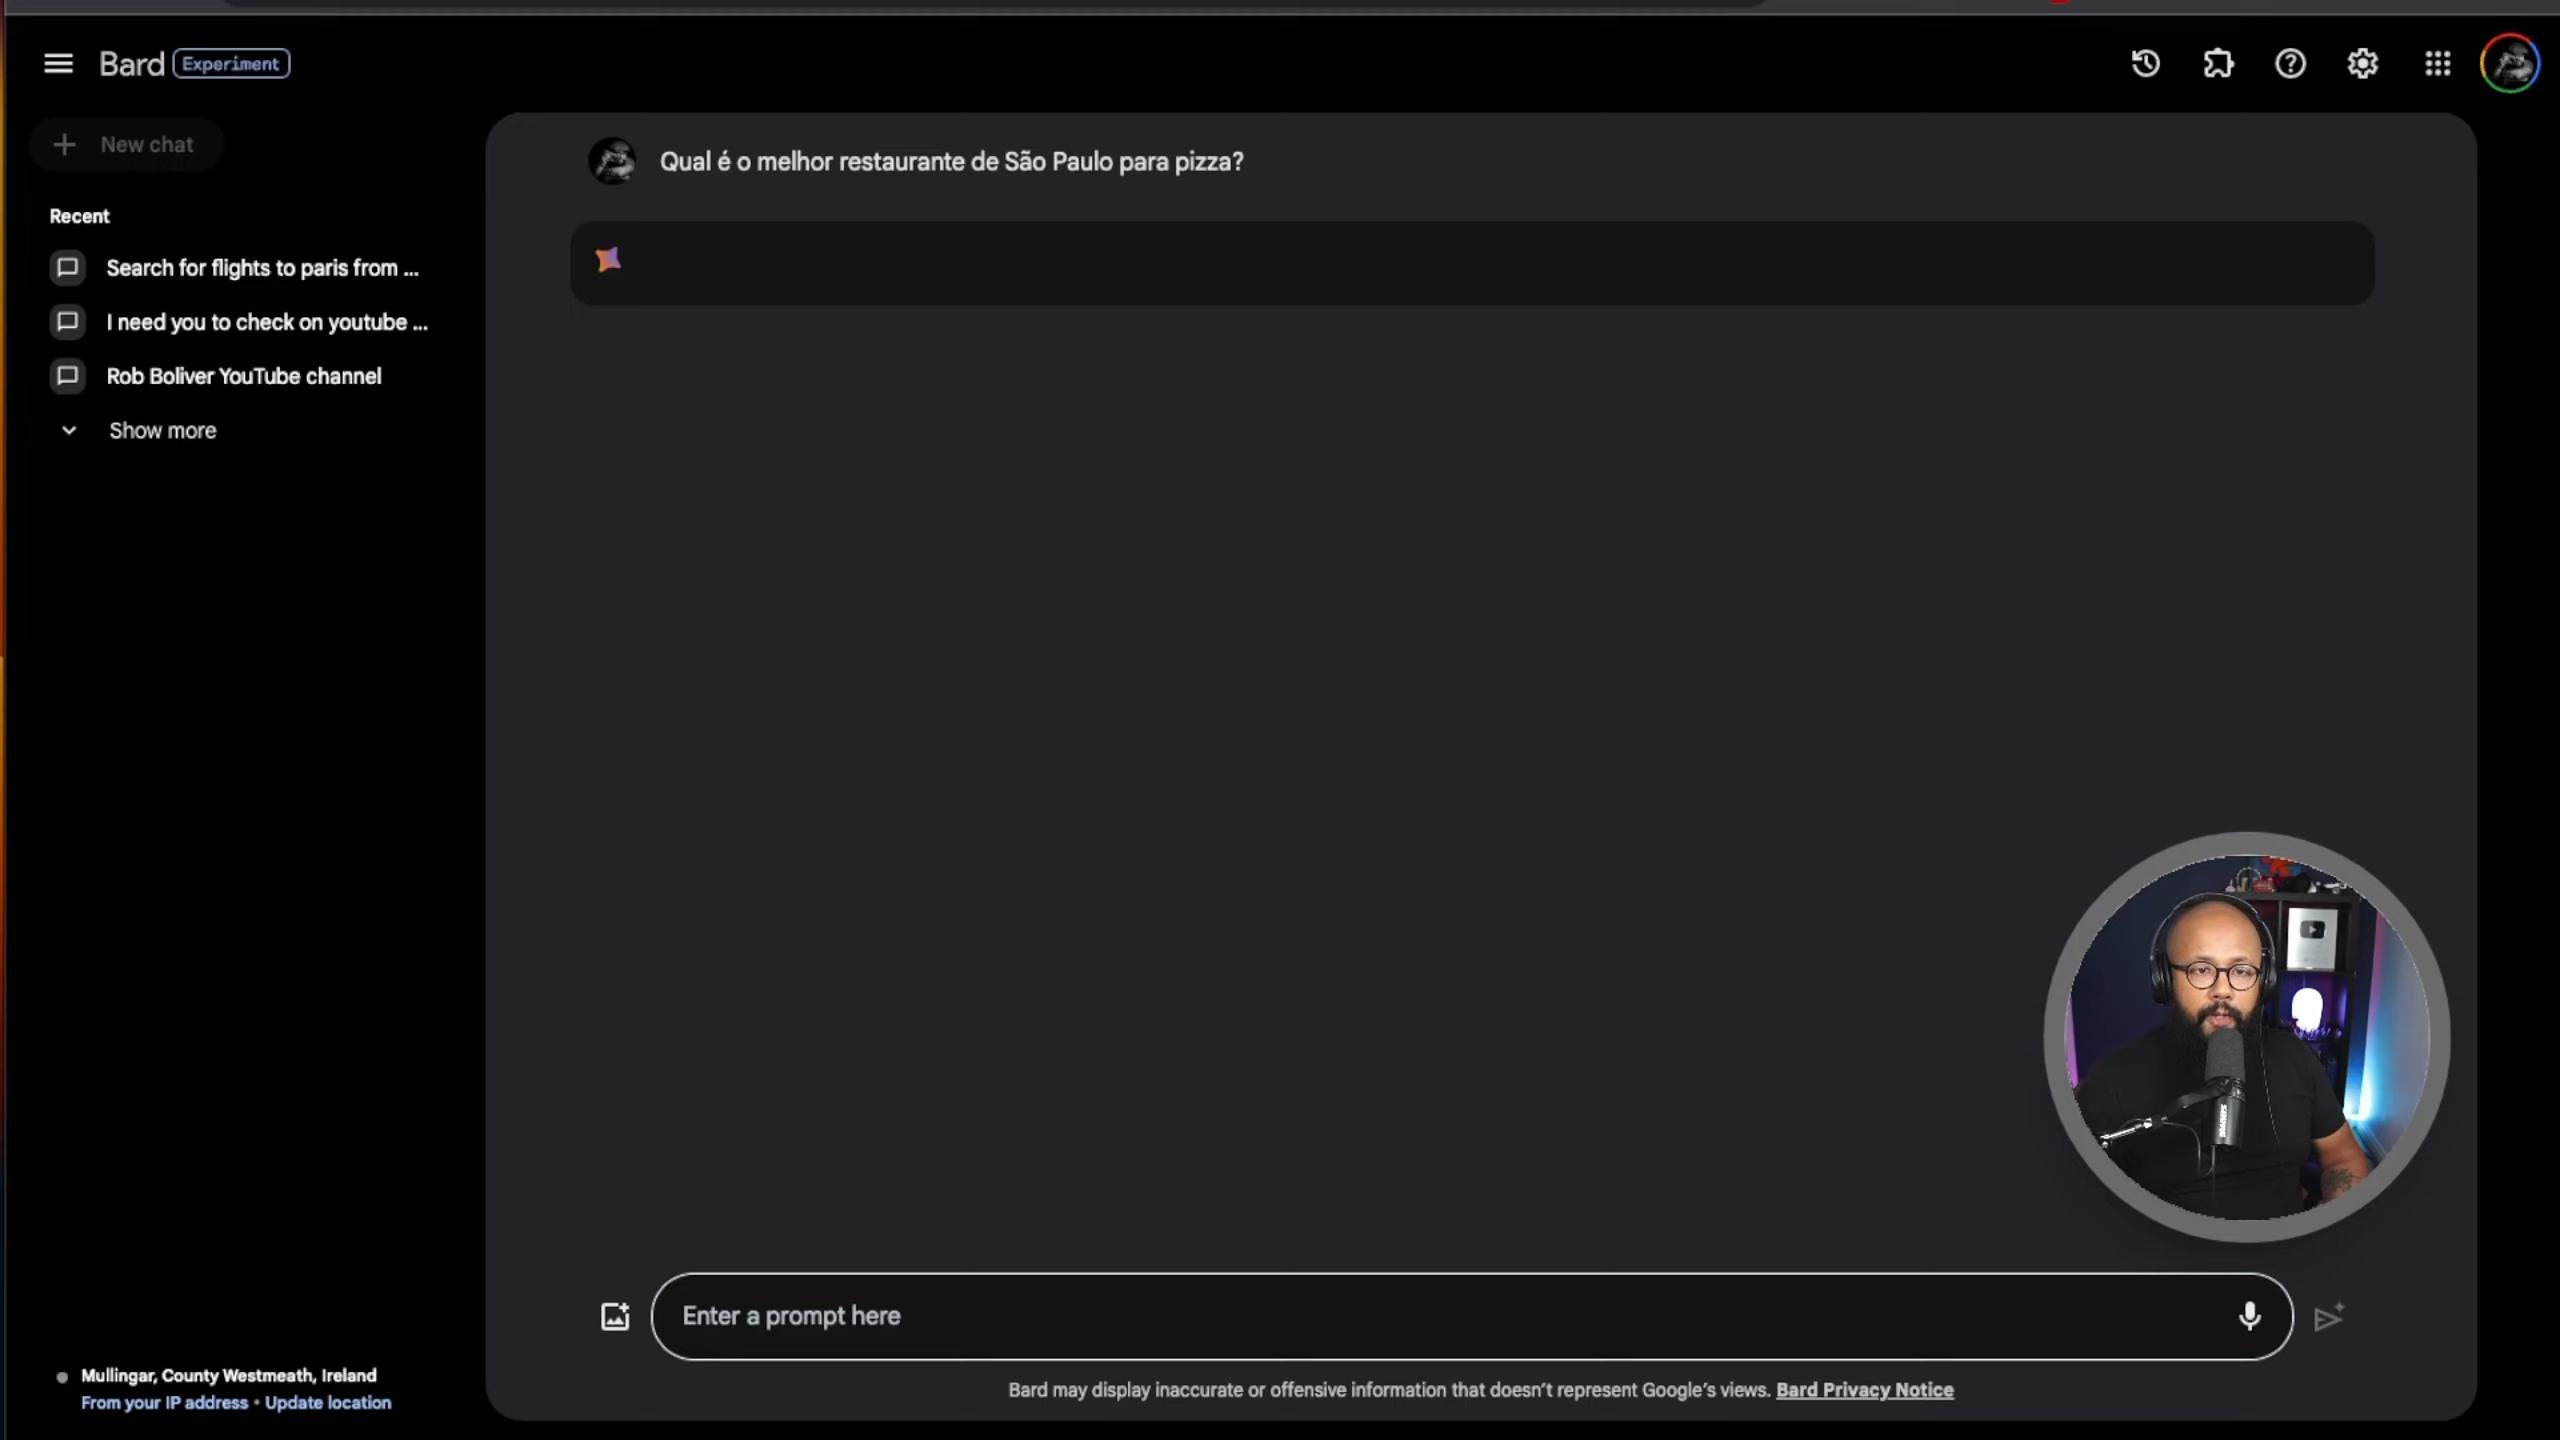 Bard Experiment
New chat
Recent
Search for flights to paris from ...
I need you to check on youtube ...
Rob Boliver YouTube channel
Show more
Qual é o melhor restaurante de São Paulo para pizza?
Enter a prompt here
Mullingar, County Westmeath, Ireland
From your IP address • Update location
Bard may display inaccurate or offensive information that doesn't represent Google's views. Bard Privacy Notice
SHURE